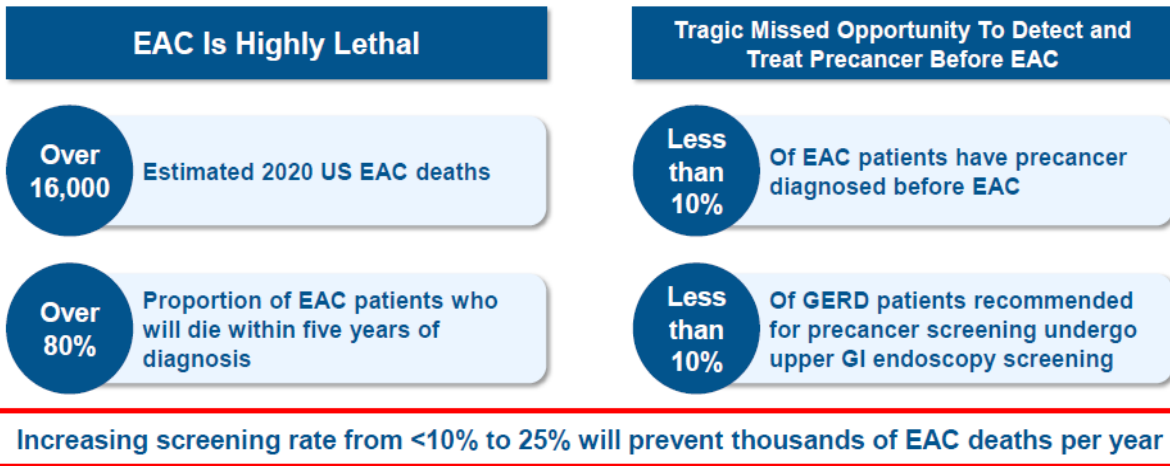 EAC Is Highly Lethal
Over
16,000
Estimated 2020 US EAC deaths
Over
80%
Proportion of EAC patients who
will die within five years of
diagnosis
Tragic Missed Opportunity To Detect and
Treat Precancer Before EAC
Less
than
10%
Of EAC patients have precancer
diagnosed before EAC
Less
than
10%
Of GERD patients recommended
for precancer screening undergo
upper GI endoscopy screening
Increasing screening rate from <10% to 25% will prevent thousands of EAC deaths per year